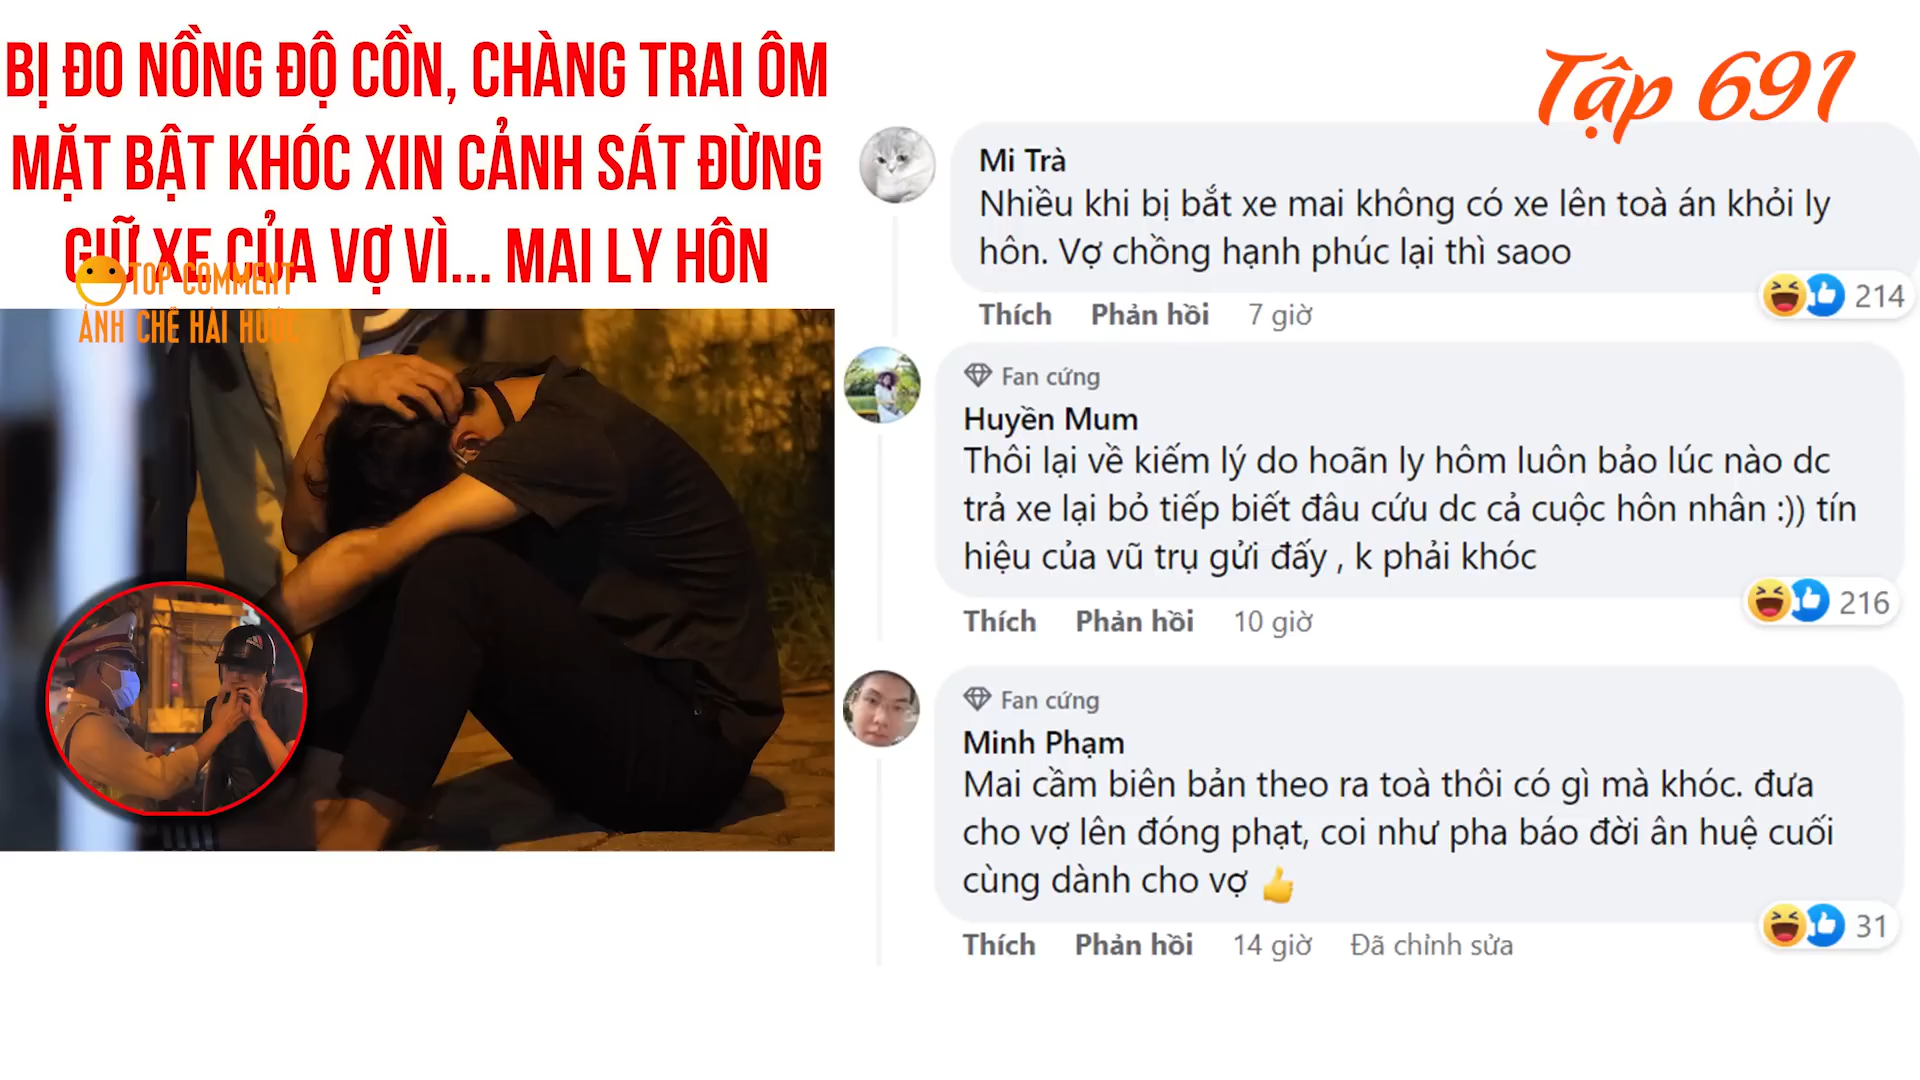 BỊ ĐO NỒNG ĐỘ CỒN, CHÀNG TRAI ÔM
MẶT BẬT KHÓC XIN CẢNH SÁT ĐỪNG
GIỮ XE CỦA VỢ VÌ... MAI LY HÔN
TOP COMMENT
ẢNH CHẾ HÀI HƯỚC
Tập 691
Mi Trà
Nhiều khi bị bắt xe mai không có xe lên toà án khỏi ly
hôn. Vợ chồng hạnh phúc lại thì saoo
214
Thích Phản hồi 7 giờ
Fan cứng
Huyền Mum
Thôi lại về kiếm lý do hoãn ly hôm luôn bảo lúc nào dc
trả xe lại bỏ tiếp biết đâu cứu dc cả cuộc hôn nhân :)) tín
hiệu của vũ trụ gửi đấy , k phải khóc
216
Thích Phản hồi 10 giờ
Fan cứng
Minh Phạm
Mai cầm biên bản theo ra toà thôi có gì mà khóc. đưa
cho vợ lên đóng phạt, coi như pha báo đời ân huệ cuối
cùng dành cho vợ 👍
31
Thích Phản hồi 14 giờ Đã chỉnh sửa